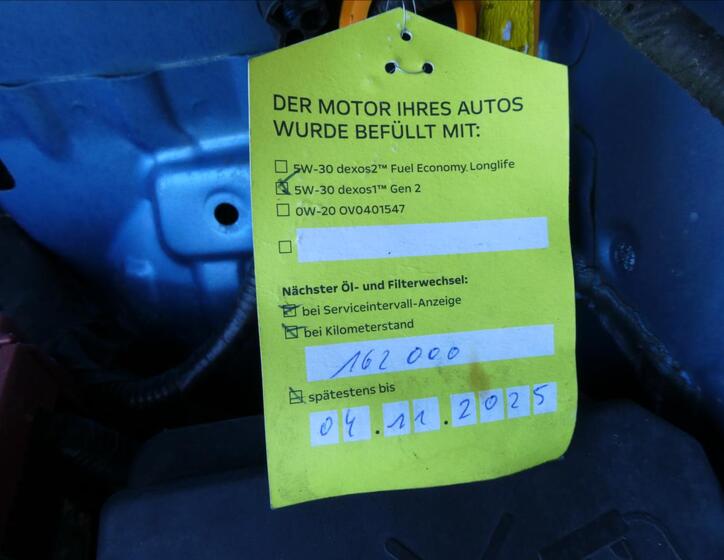 DER MOTOR IHRES AUTOS
WURDE BEFÜLLT MIT:
5W-30 dexos2™ Fuel Economy Longlife
5W-30 dexos1™ Gen 2
0W-20 OV0401547
Nächster Öl- und Filterwechsel:
bei Serviceintervall-Anzeige
bei Kilometerstand
162 000
spätestens bis
04.11.2025